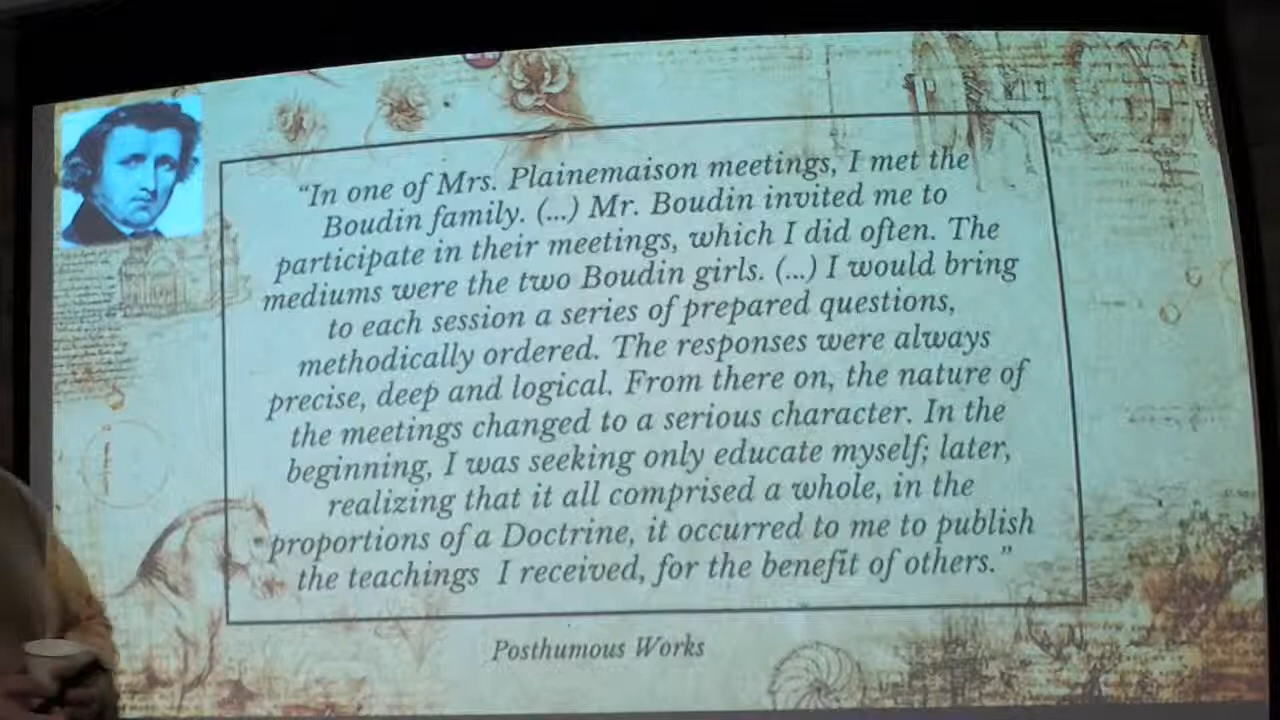 “In one of Mrs. Plainemaison meetings, I met the
Boudin family. (...) Mr. Boudin invited me to
participate in their meetings, which I did often. The
mediums were the two Boudin girls. (...) I would bring
to each session a series of prepared questions,
methodically ordered. The responses were always
precise, deep and logical. From there on, the nature of
the meetings changed to a serious character. In the
beginning, I was seeking only educate myself; later,
realizing that it all comprised a whole, in the
proportions of a Doctrine, it occurred to me to publish
the teachings I received, for the benefit of others.”
Posthumous Works